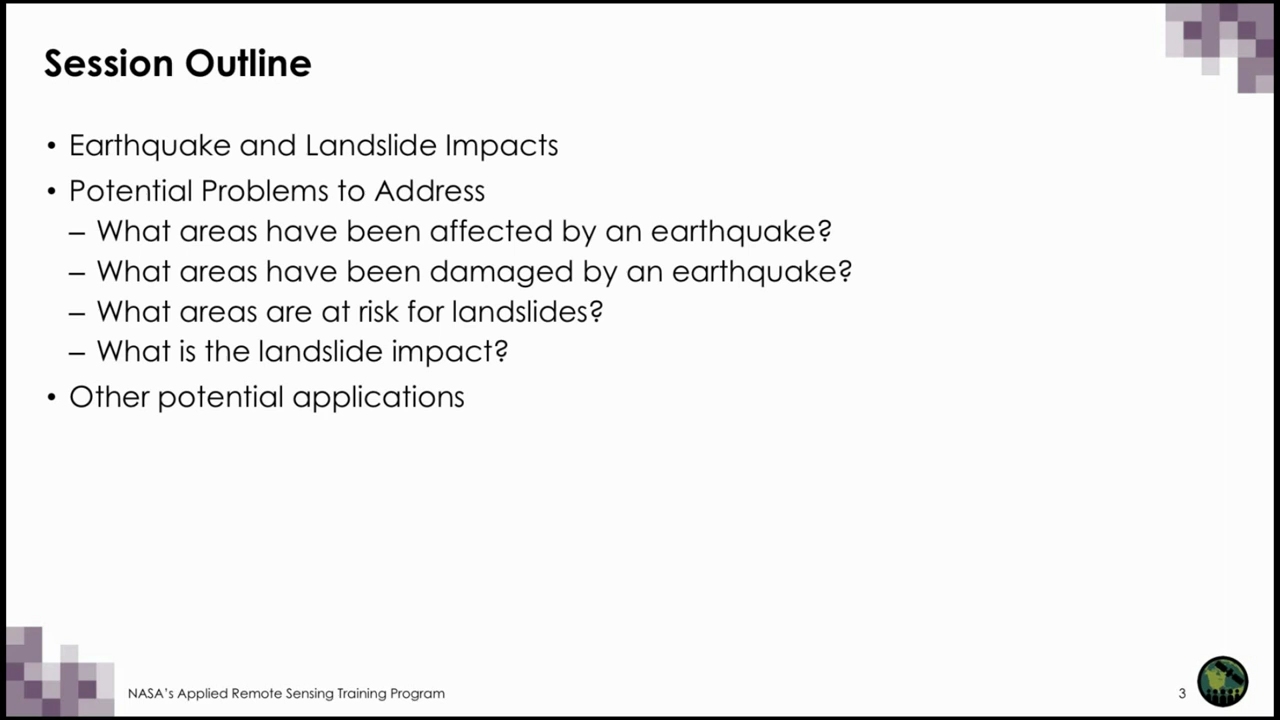 Session Outline
• Earthquake and Landslide Impacts
• Potential Problems to Address
– What areas have been affected by an earthquake?
– What areas have been damaged by an earthquake?
– What areas are at risk for landslides?
– What is the landslide impact?
• Other potential applications
NASA's Applied Remote Sensing Training Program
3